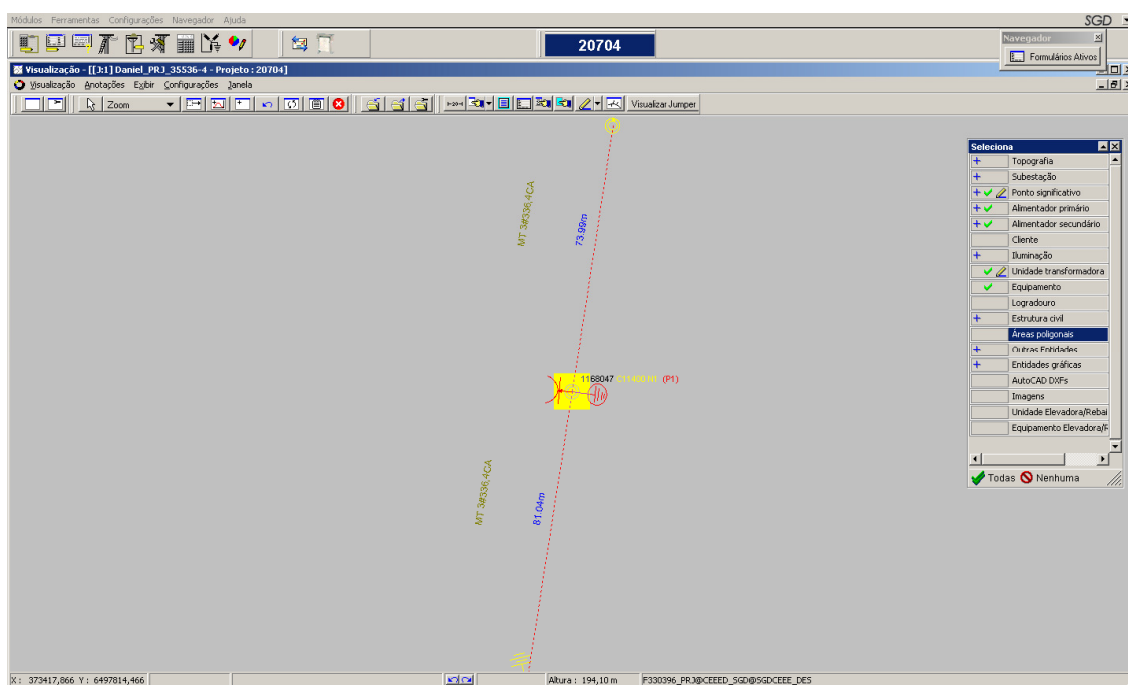 Módulos Ferramentas Configurações Navegador Ajuda
SGD
20704
Navegador
Formulários Ativos
Visualização - [[J:1] Daniel_PRJ_35536-4 - Projeto : 20704]
Visualização Anotações Exibir Configurações Janela
Zoom
Visualizar Jumper
MT 3#336,4CA
73.99m
1168047 C11400 N1 (P1)
MT 3#336,4CA
81.04m
Seleciona
Topografia
Subestação
Ponto significativo
Alimentador primário
Alimentador secundário
Cliente
Iluminação
Unidade transformadora
Equipamento
Logradouro
Estrutura civil
Áreas poligonais
Outras Entidades
Entidades gráficas
AutoCAD DXFs
Imagens
Unidade Elevadora/Rebai
Equipamento Elevadora/R
Todas Nenhuma
X : 373417,866 Y : 6497814,466
Altura : 194,10 m
F330396_PRJ@CEEED_SGD@SGDCEEE_DES